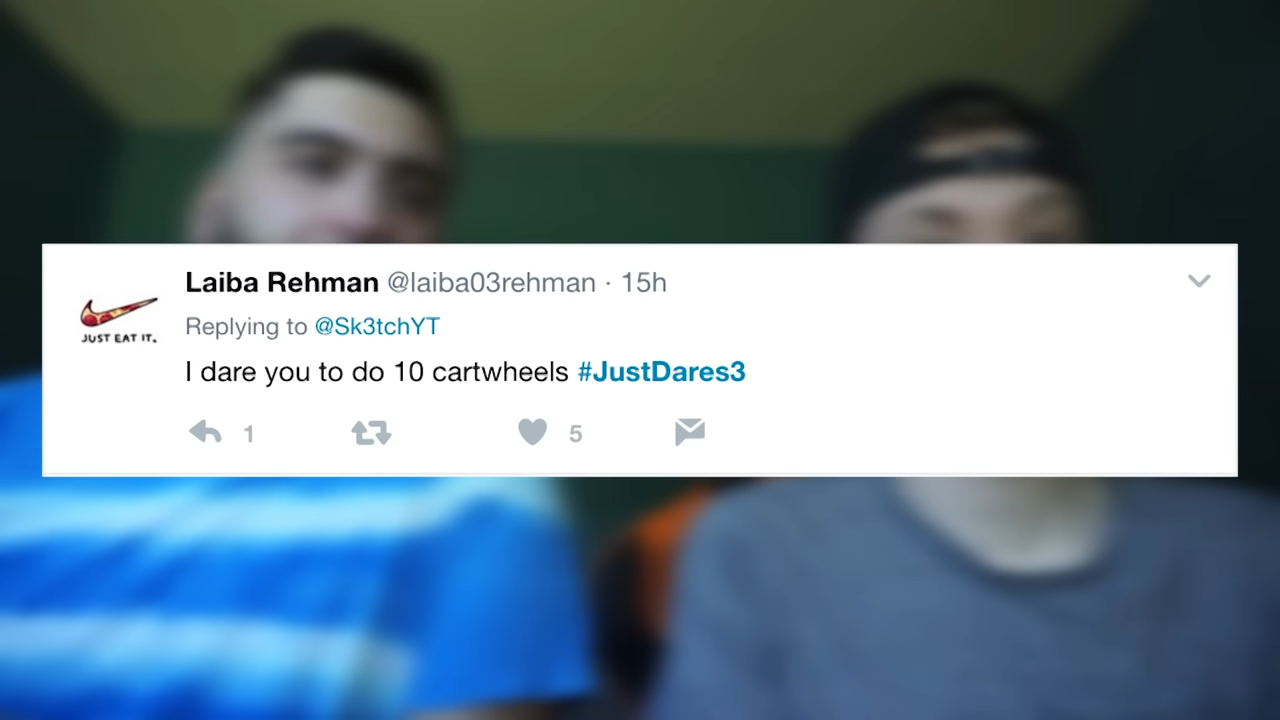 Laiba Rehman @laiba03rehman · 15h
Replying to @Sk3tchYT
JUST EAT IT.
I dare you to do 10 cartwheels #JustDares3
1 5